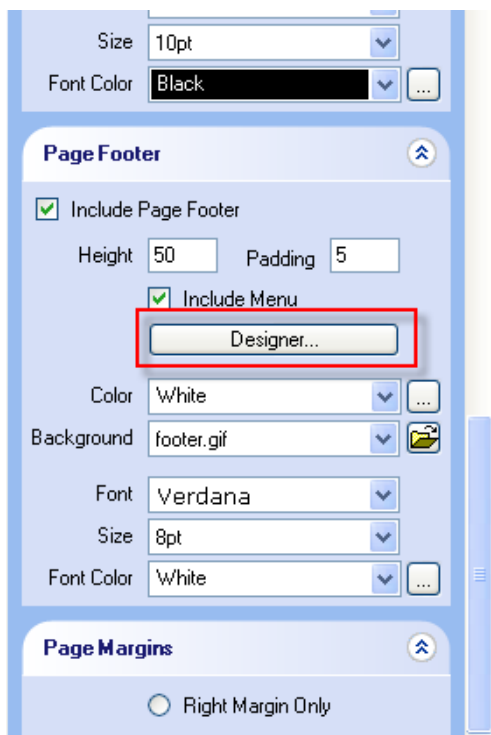 Size 10pt
Font Color Black ...
Page Footer
Include Page Footer
Height 50 Padding 5
Include Menu
Designer...
Color White ...
Background footer.gif
Font Verdana
Size 8pt
Font Color White ...
Page Margins
Right Margin Only